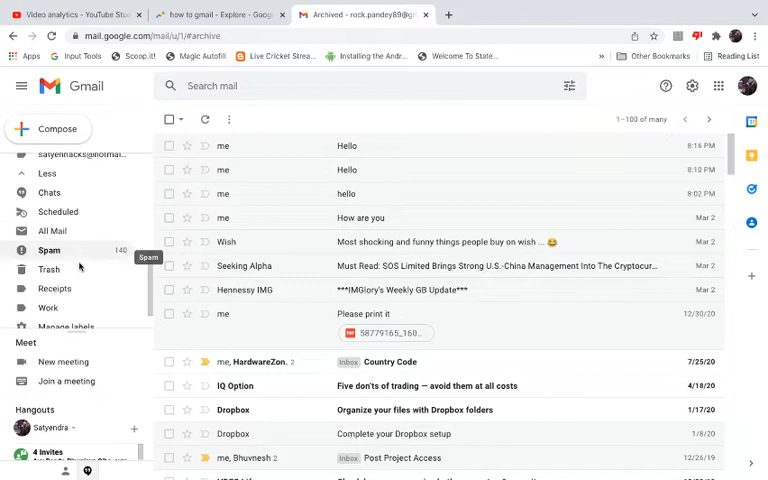 Video analytics - YouTube Stu
how to gmail - Explore - Goog
Archived - rock.pandey89@gm
mail.google.com/mail/u/1/#archive
Apps
Input Tools
Scoop.it!
Magic Autofill
Live Cricket Strea...
Installing the Andr...
Welcome To State...
»
Other Bookmarks
Reading List
Gmail
Search mail
Compose
1–100 of many
satyenhacks@hotmai...
Less
Chats
Scheduled
All Mail
Spam 140
Spam
Trash
Receipts
Work
Manage labels
Meet
New meeting
Join a meeting
Hangouts
Satyendra
4 Invites
me Hello 8:16 PM
me Hello 8:10 PM
me hello 8:02 PM
me How are you Mar 2
Wish Most shocking and funny things people buy on wish ... 😂 Mar 2
Seeking Alpha Must Read: SOS Limited Brings Strong U.S.-China Management Into The Cryptocur... Mar 2
Hennessy IMG ***IMGlory's Weekly GB Update*** Mar 2
me Please print it 12/30/20
PDF 58779165_160...
me, HardwareZon. 2 Inbox Country Code 7/25/20
IQ Option Five don'ts of trading — avoid them at all costs 4/18/20
Dropbox Organize your files with Dropbox folders 1/17/20
Dropbox Complete your Dropbox setup 1/8/20
me, Bhuvnesh 2 Inbox Post Project Access 12/26/19